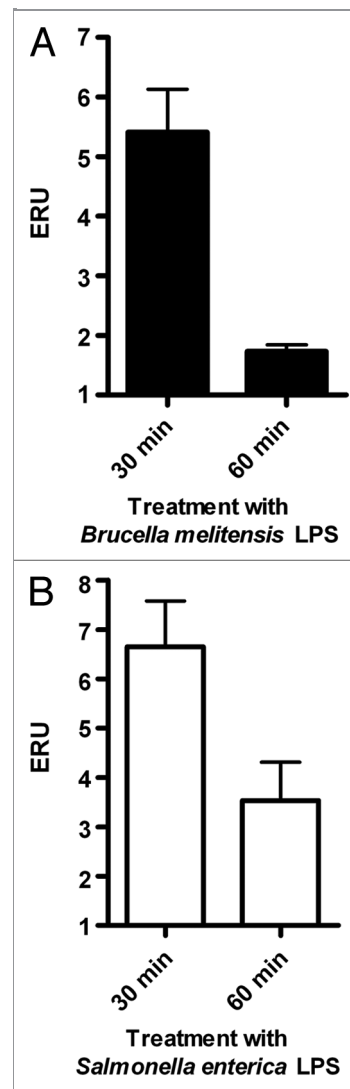 A
7
6
5
4
3
2
1
ERU
30 min
60 min
Treatment with
Brucella melitensis LPS
B
8
7
6
5
4
3
2
1
ERU
30 min
60 min
Treatment with
Salmonella enterica LPS